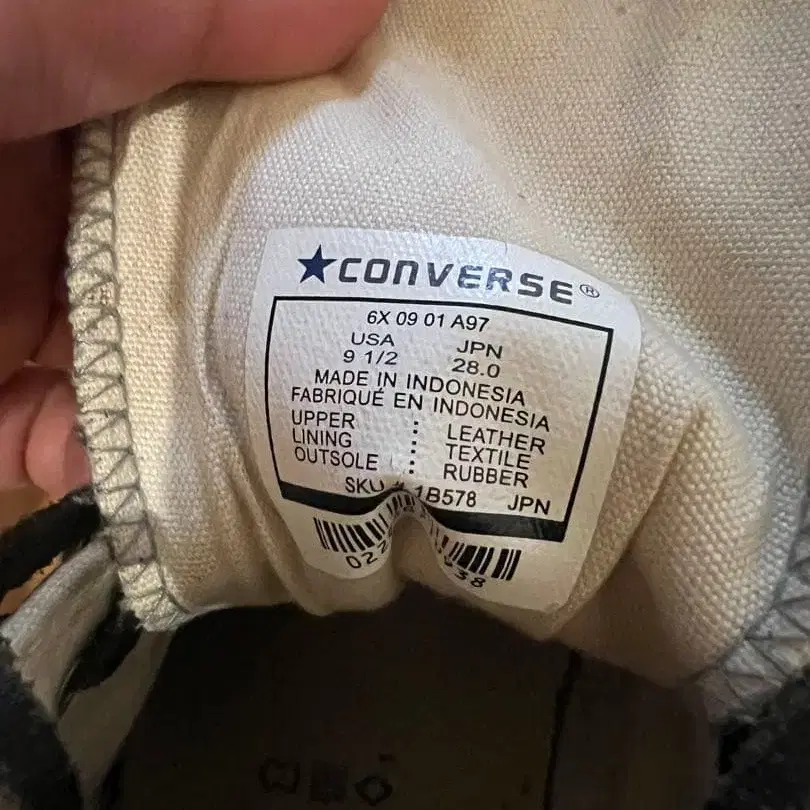 CONVERSE®
6X 09 01 A97
USA JPN
9 1/2 28.0
MADE IN INDONESIA
FABRIQUÉ EN INDONESIA
UPPER : LEATHER
LINING : TEXTILE
OUTSOLE : RUBBER
SKU # 1B578 JPN